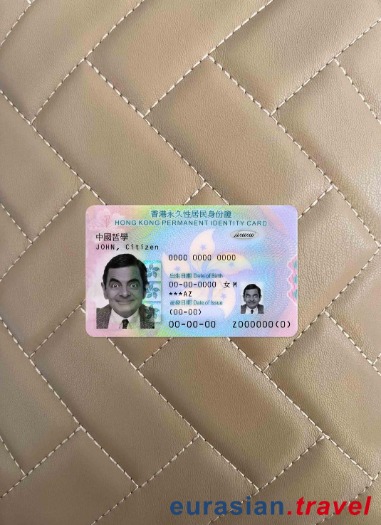 香港永久性居民身份證
HONG KONG PERMANENT IDENTITY CARD
中國哲學
JOHN, Citizen
0000 0000 0000
出生日期 Date of Birth
00-00-0000 女 M
***AZ
簽發日期 Date of Issue
(00-00)
00-00-00
Z000000(0)
eurasian.travel